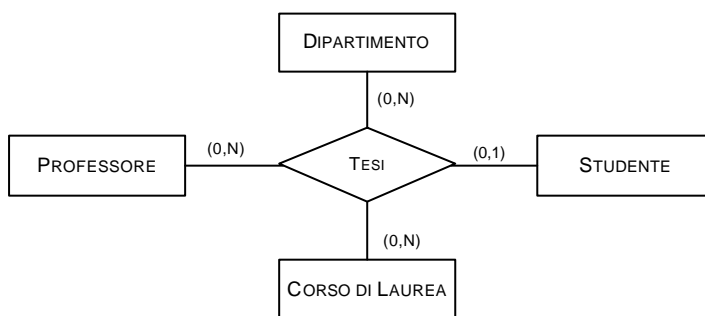 DIPARTIMENTO
(0,N)
PROFESSORE
(0,N)
TESI
(0,1)
STUDENTE
(0,N)
CORSO DI LAUREA